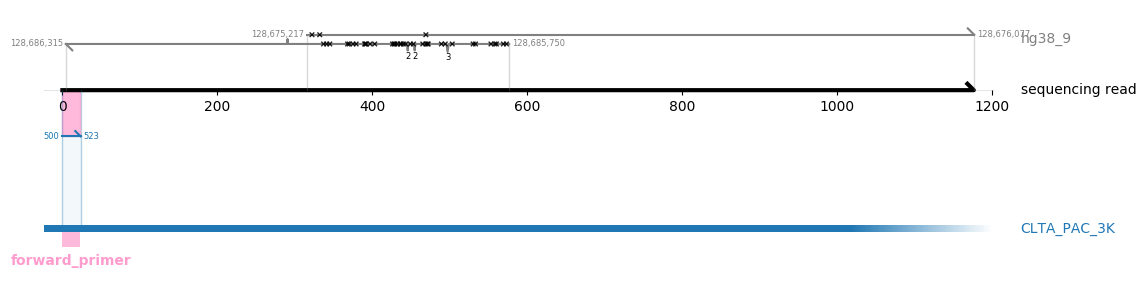 128,675,217
128,676,077
hg38_9
128,686,315
128,685,750
2 2 3
sequencing read
0 200 400 600 800 1000 1200
500 523
CLTA_PAC_3K
forward_primer